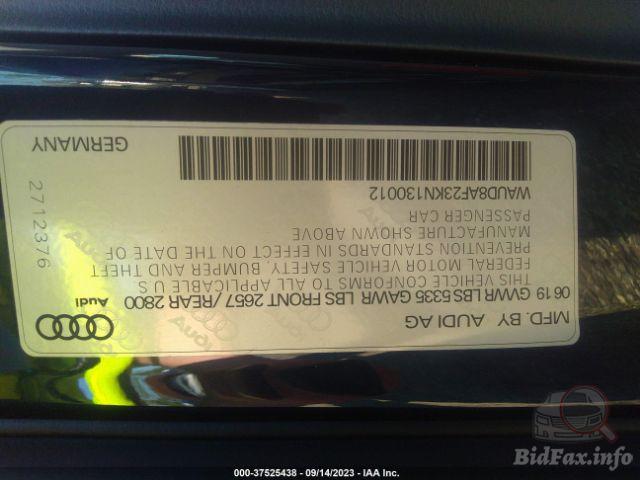 MFD. BY AUDI AG
06 19 GVWR LBS 5335 GAWR LBS FRONT 2657 /REAR 2800
Audi
THIS VEHICLE CONFORMS TO ALL APPLICABLE U.S.
FEDERAL MOTOR VEHICLE SAFETY, BUMPER AND THEFT
PREVENTION STANDARDS IN EFFECT ON THE DATE OF
MANUFACTURE SHOWN ABOVE
PASSENGER CAR
2712376
WAUD8AF23KN130012
GERMANY
BidFax.info
000-37525438 - 09/14/2023 - IAA Inc.